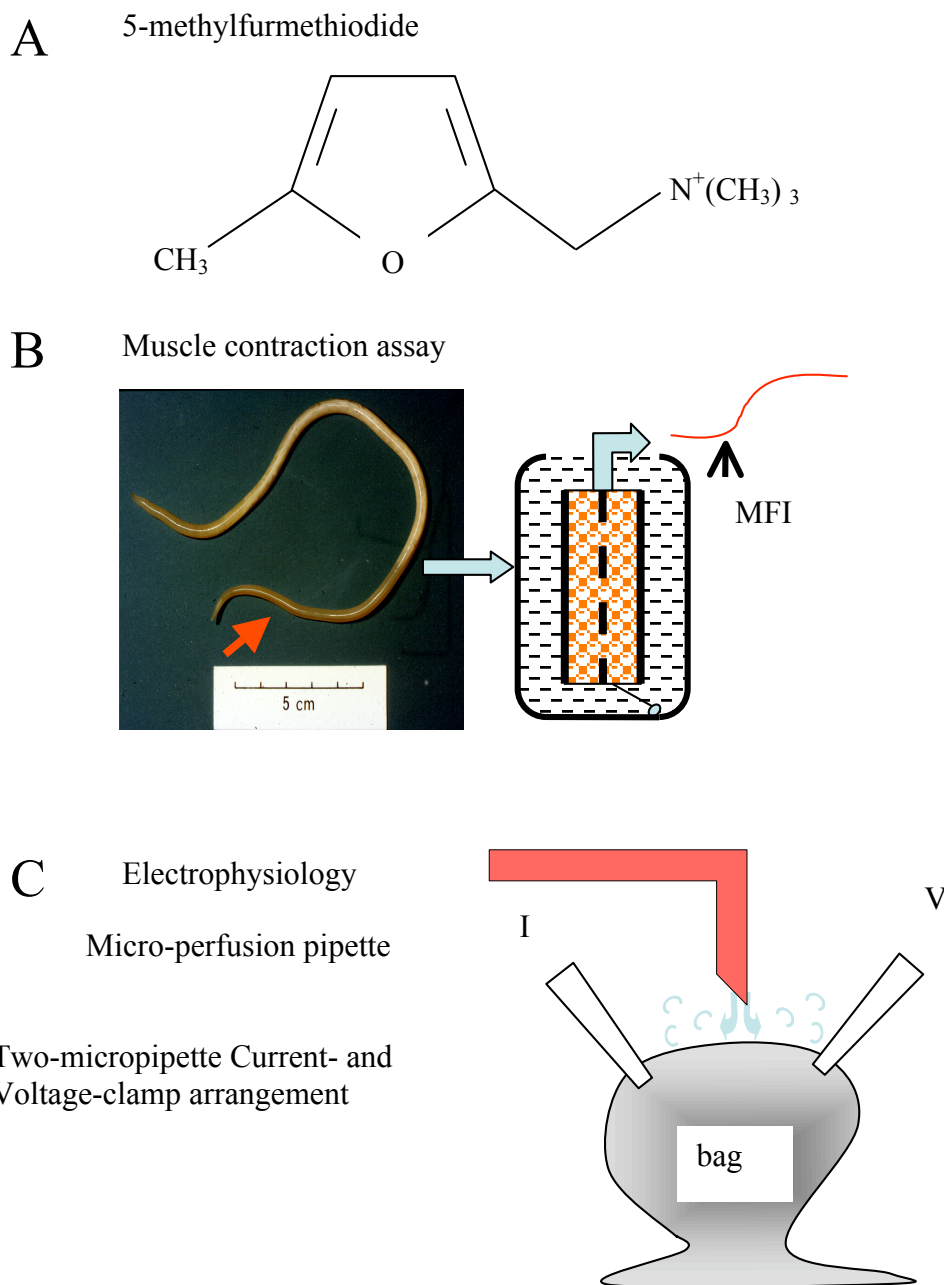 A
5-methylfurmethiodide
N⁺(CH₃) ₃
CH₃
O
B
Muscle contraction assay
MFI
5 cm
C
Electrophysiology
V
I
Micro-perfusion pipette
Two-micropipette Current- and
Voltage-clamp arrangement
bag